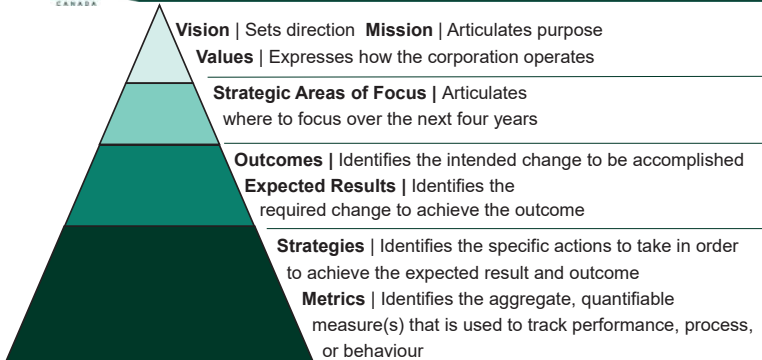 CANADA
Vision | Sets direction Mission | Articulates purpose
Values | Expresses how the corporation operates
Strategic Areas of Focus | Articulates
where to focus over the next four years
Outcomes | Identifies the intended change to be accomplished
Expected Results | Identifies the
required change to achieve the outcome
Strategies | Identifies the specific actions to take in order
to achieve the expected result and outcome
Metrics | Identifies the aggregate, quantifiable
measure(s) that is used to track performance, process,
or behaviour